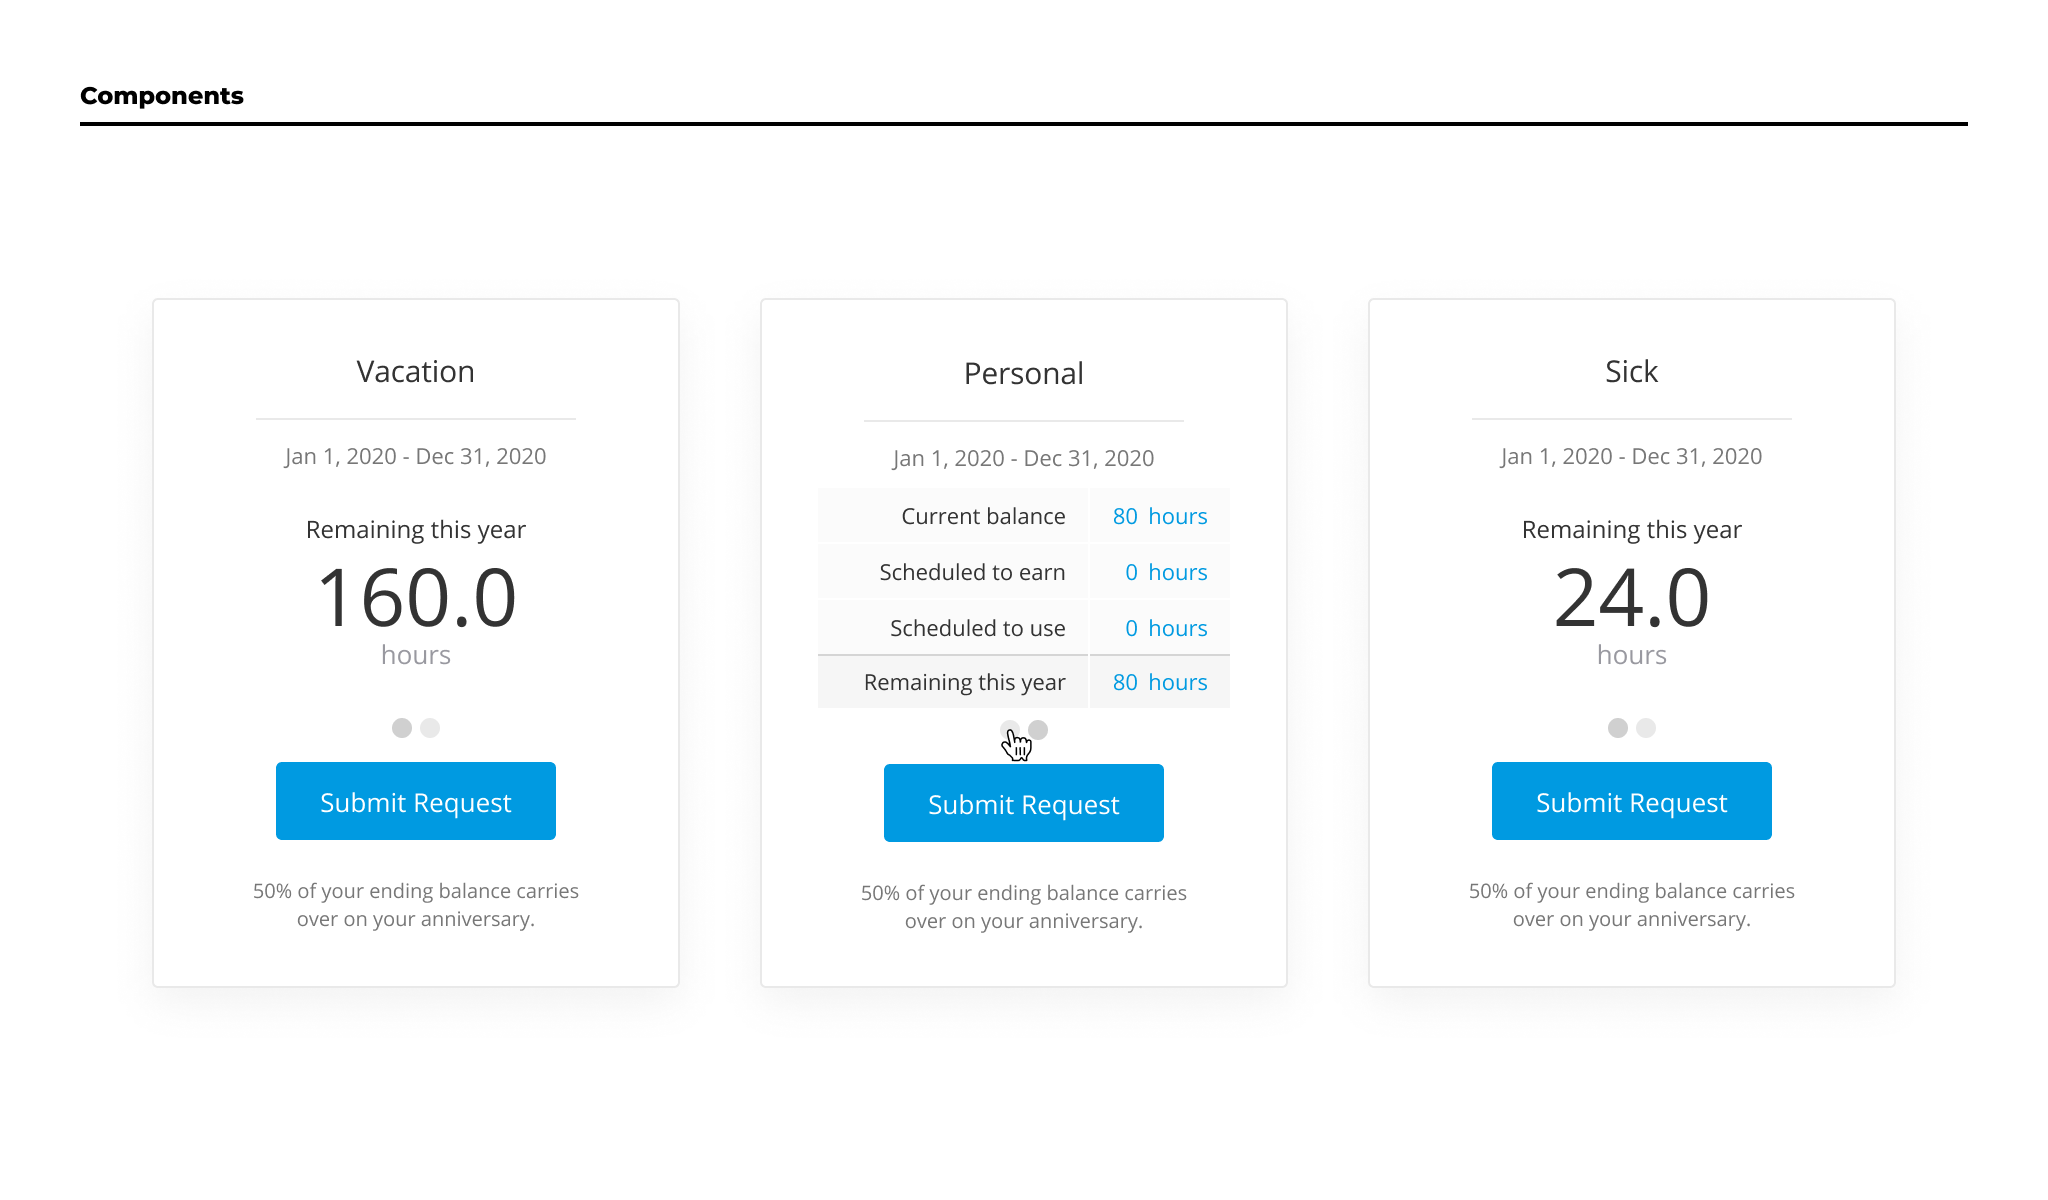 Components
Vacation
Jan 1, 2020 - Dec 31, 2020
Remaining this year
160.0
hours
Submit Request
50% of your ending balance carries
over on your anniversary.
Personal
Jan 1, 2020 - Dec 31, 2020
Current balance 80 hours
Scheduled to earn 0 hours
Scheduled to use 0 hours
Remaining this year 80 hours
Submit Request
50% of your ending balance carries
over on your anniversary.
Sick
Jan 1, 2020 - Dec 31, 2020
Remaining this year
24.0
hours
Submit Request
50% of your ending balance carries
over on your anniversary.